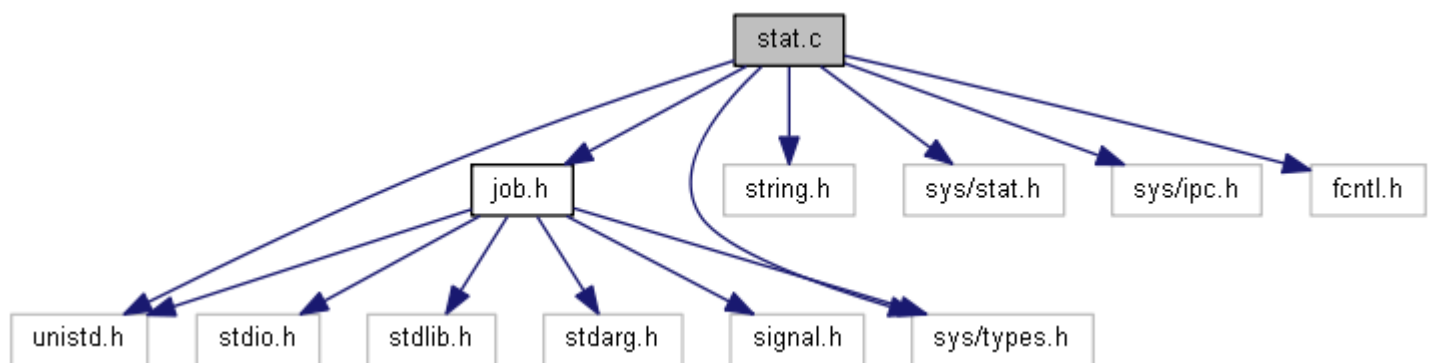 stat.c
job.h
string.h
sys/stat.h
sys/ipc.h
fcntl.h
unistd.h
stdio.h
stdlib.h
stdarg.h
signal.h
sys/types.h